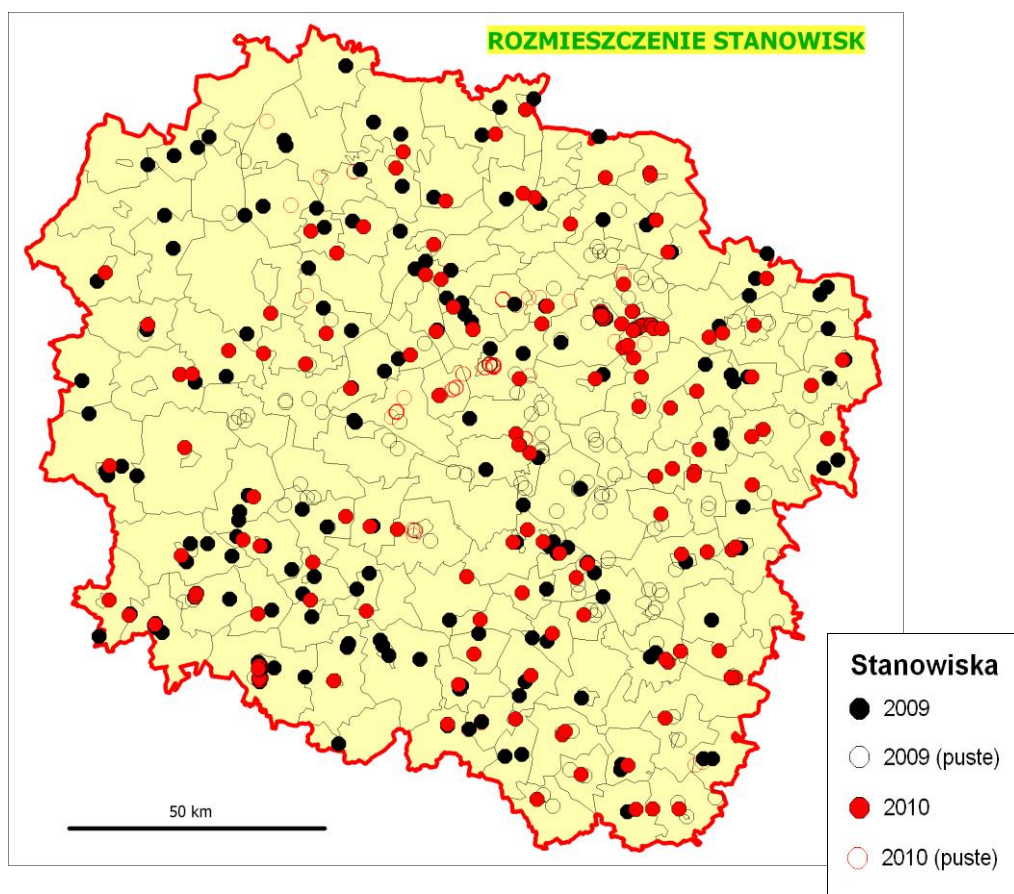 ROZMIESZCZENIE STANOWISK
50 km
Stanowiska
2009
2009 (puste)
2010
2010 (puste)